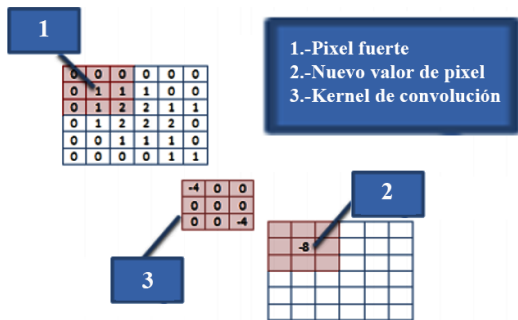 1
1.-Pixel fuerte
2.-Nuevo valor de pixel
3.-Kernel de convolución
0 0 0 0 0 0
0 1 1 1 0 0
0 1 2 2 1 1
0 1 2 2 2 0
0 0 1 1 1 0
0 0 0 0 1 1
-4 0 0
0 0 0
0 0 -4
2
-8
3